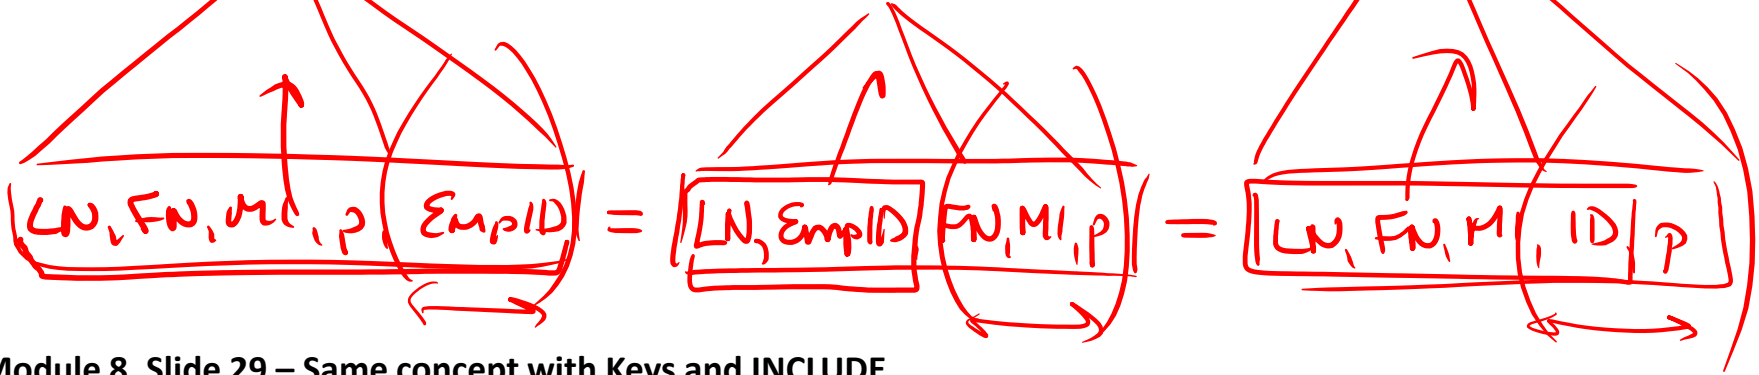 LN, FN, MI, p, EmpID = LN, EmpID FN, MI, p = LN, FN, MI, ID p
Module 8, Slide 29 – Same concept with Keys and INCLUDE